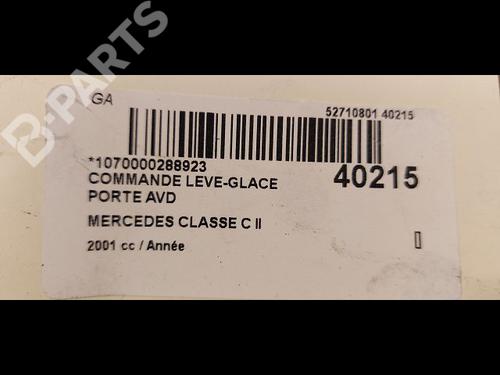 B-PARTS
GA
52710801 40215
*1070000288923
COMMANDE LEVE-GLACE
40215
PORTE AVD
MERCEDES CLASSE C II
2001 cc / Année